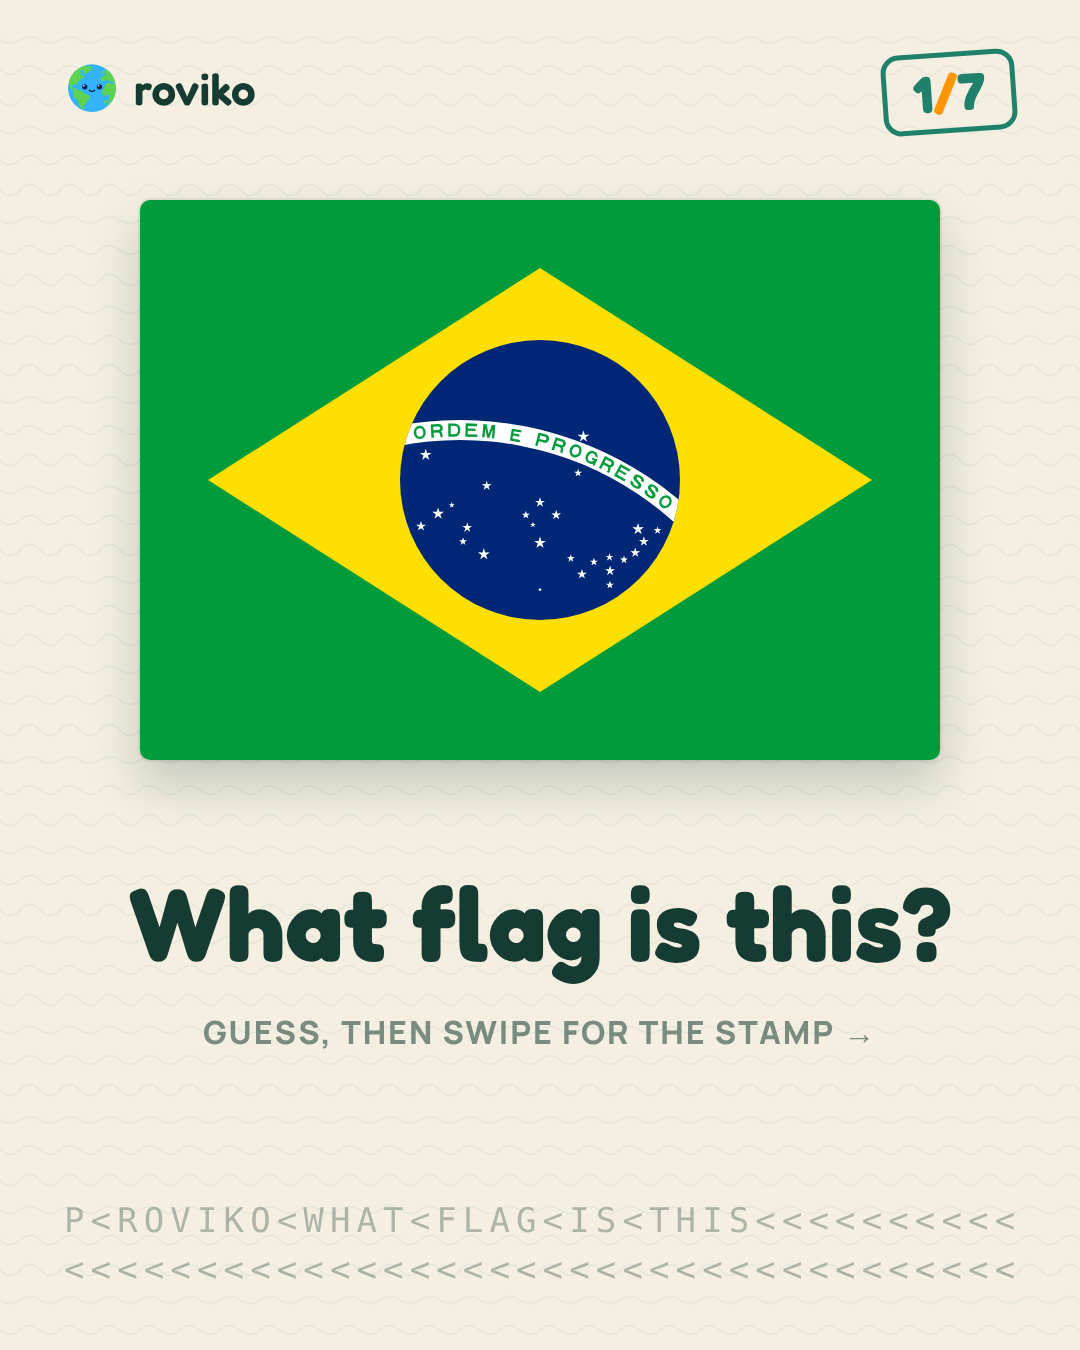 roviko
1/7
ORDEM E PROGRESSO
What flag is this?
GUESS, THEN SWIPE FOR THE STAMP →
P<ROVIKO<WHAT<FLAG<IS<THIS<<<<<<<<<<
<<<<<<<<<<<<<<<<<<<<<<<<<<<<<<<<<<<<